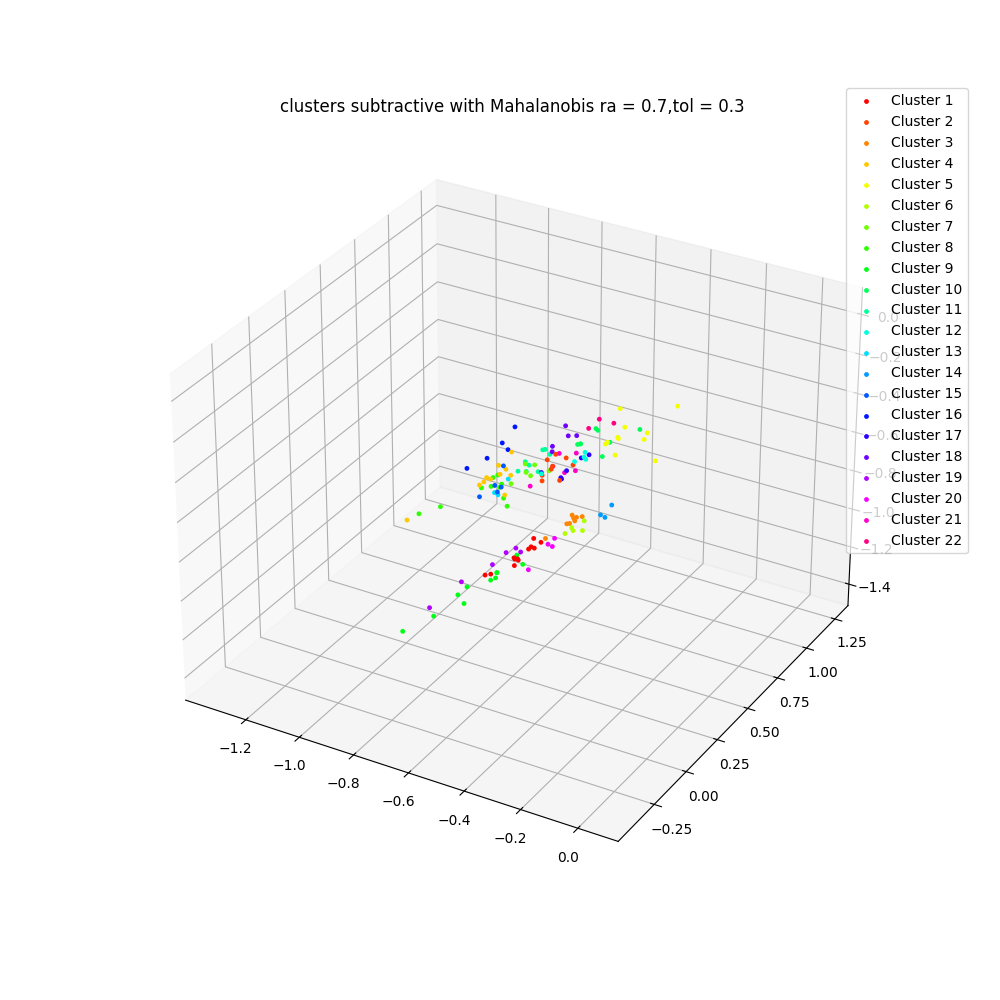 clusters subtractive with Mahalanobis ra = 0.7,tol = 0.3
Cluster 1
Cluster 2
Cluster 3
Cluster 4
Cluster 5
Cluster 6
Cluster 7
Cluster 8
Cluster 9
Cluster 10
Cluster 11
Cluster 12
Cluster 13
Cluster 14
Cluster 15
Cluster 16
Cluster 17
Cluster 18
Cluster 19
Cluster 20
Cluster 21
Cluster 22
0.0
−0.2
−0.4
−0.6
−0.8
−1.0
−1.2
−1.4
1.25
1.00
0.75
0.50
0.25
0.00
−0.25
−1.2
−1.0
−0.8
−0.6
−0.4
−0.2
0.0